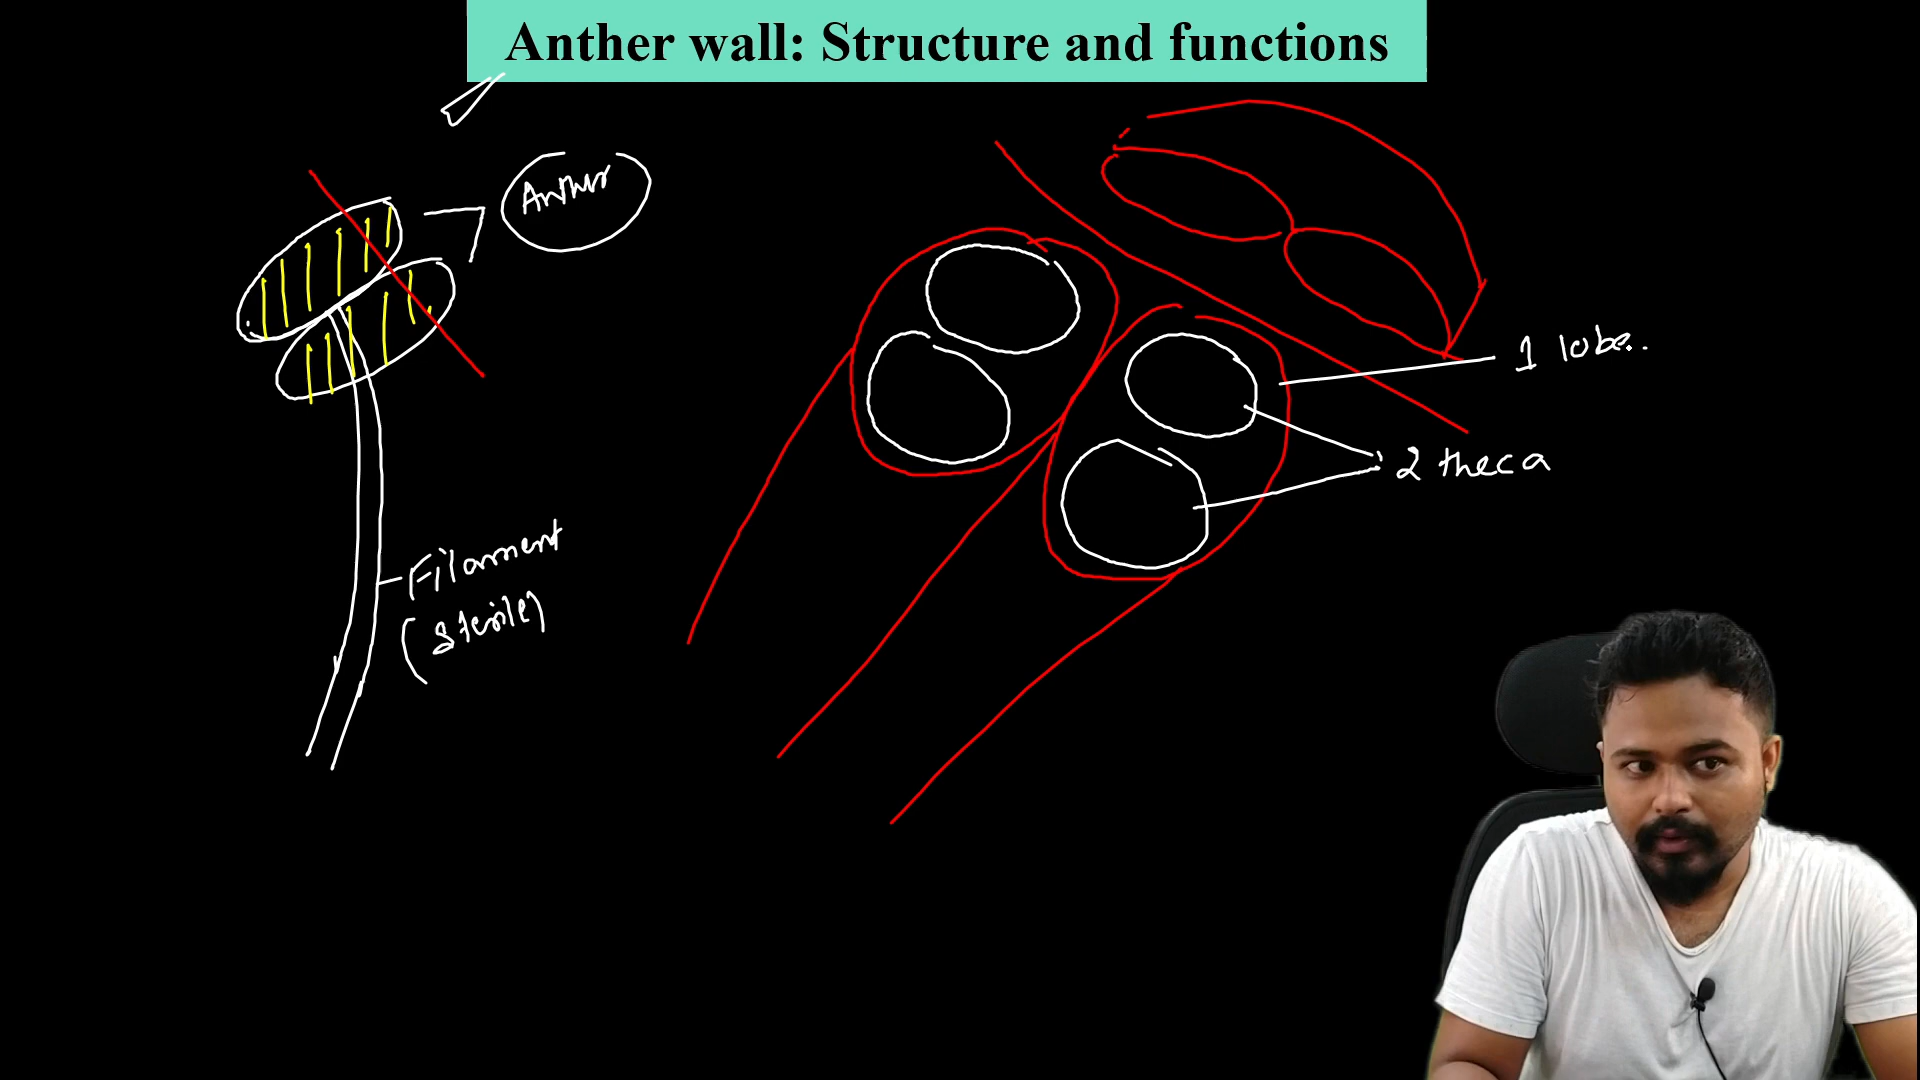 Anther wall: Structure and functions
Anther
1 lobe..
: 2 theca
Filament
(sterile)